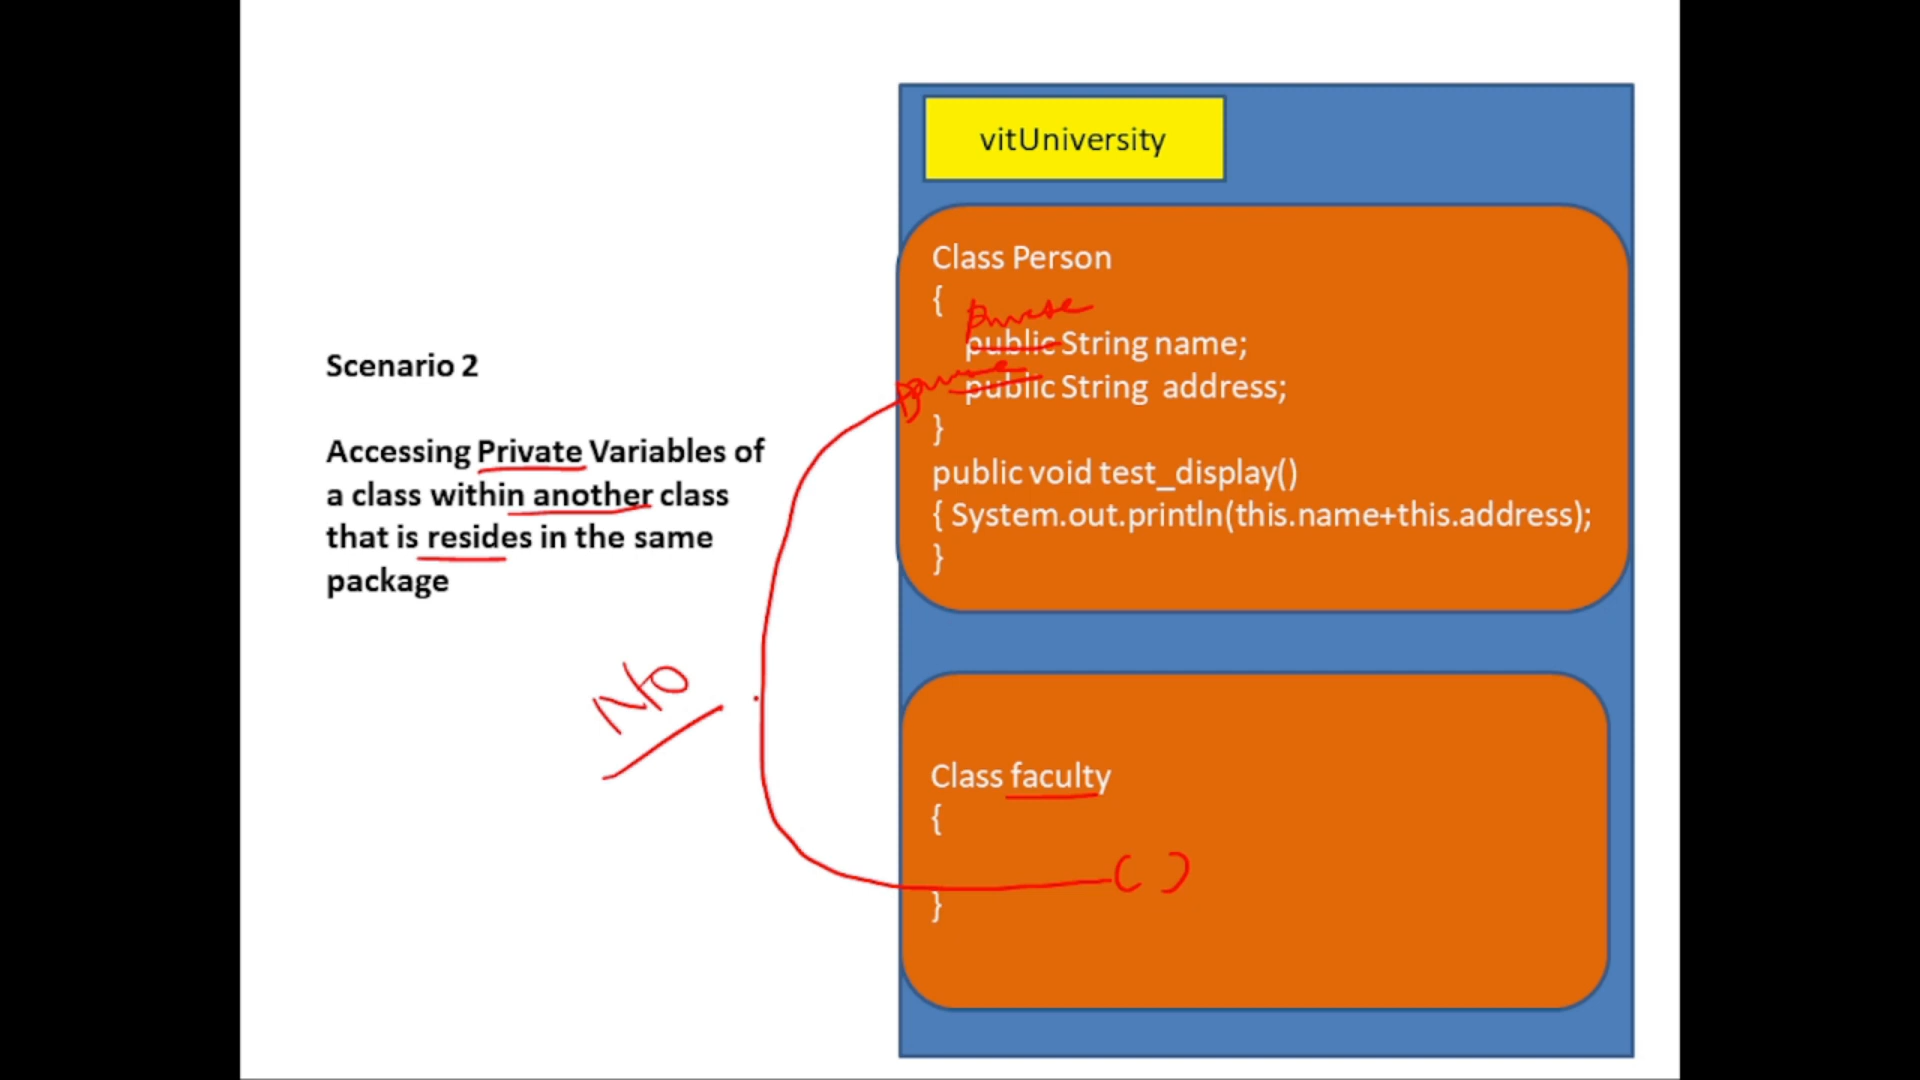 Scenario 2
Accessing Private Variables of
a class within another class
that is resides in the same
package
No
vitUniversity
Class Person
{
private
public String name;
private
public String address;
}
public void test_display()
{ System.out.println(this.name+this.address);
}
Class faculty
{
( )
}